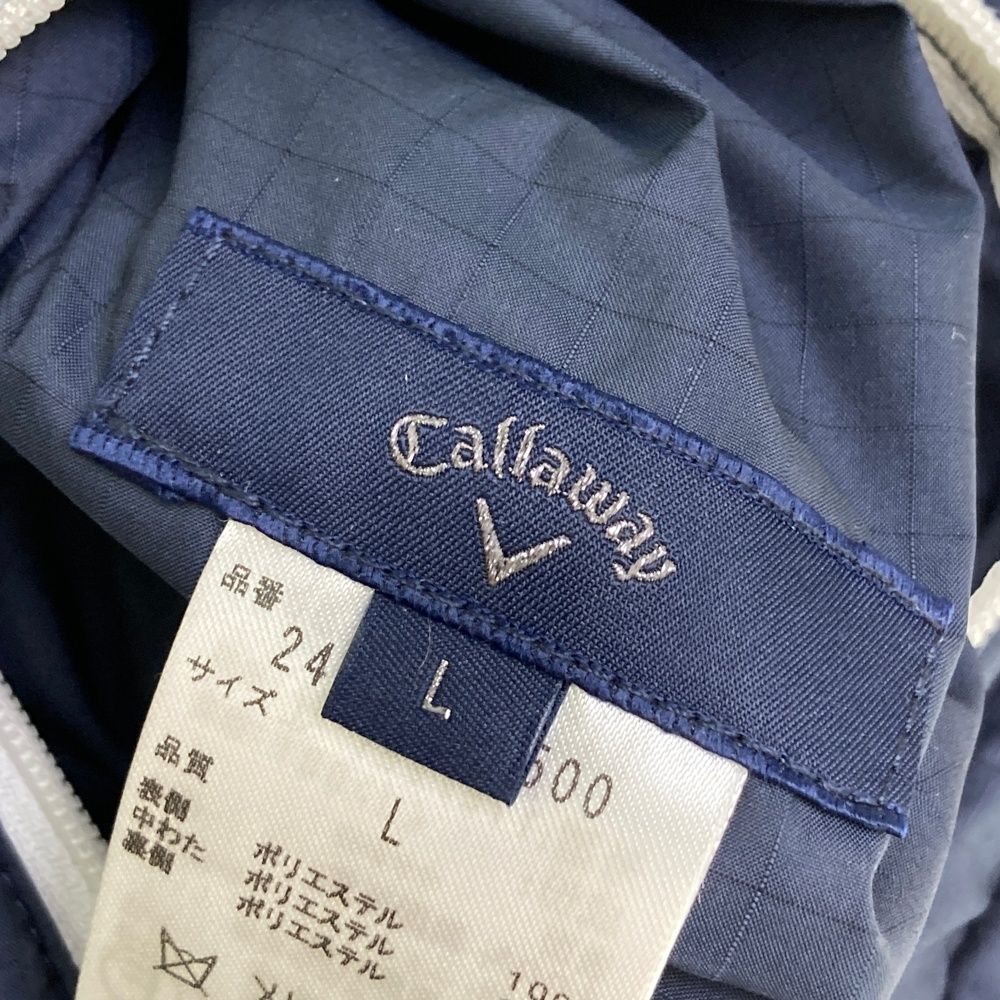 Callaway
L
品番
24 500
サイズ
L
品質
表側 ポリエステル
中わた ポリエステル
裏側 ポリエステル